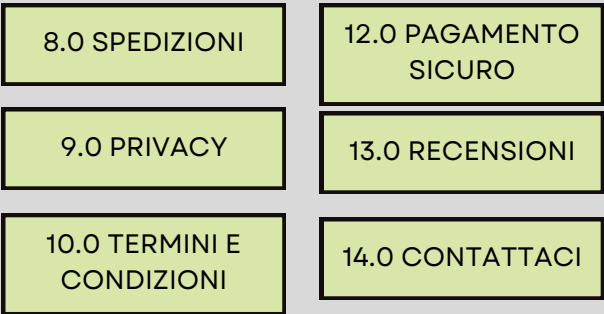 8.0 SPEDIZIONI
9.0 PRIVACY
10.0 TERMINI E
CONDIZIONI
12.0 PAGAMENTO
SICURO
13.0 RECENSIONI
14.0 CONTATTACI